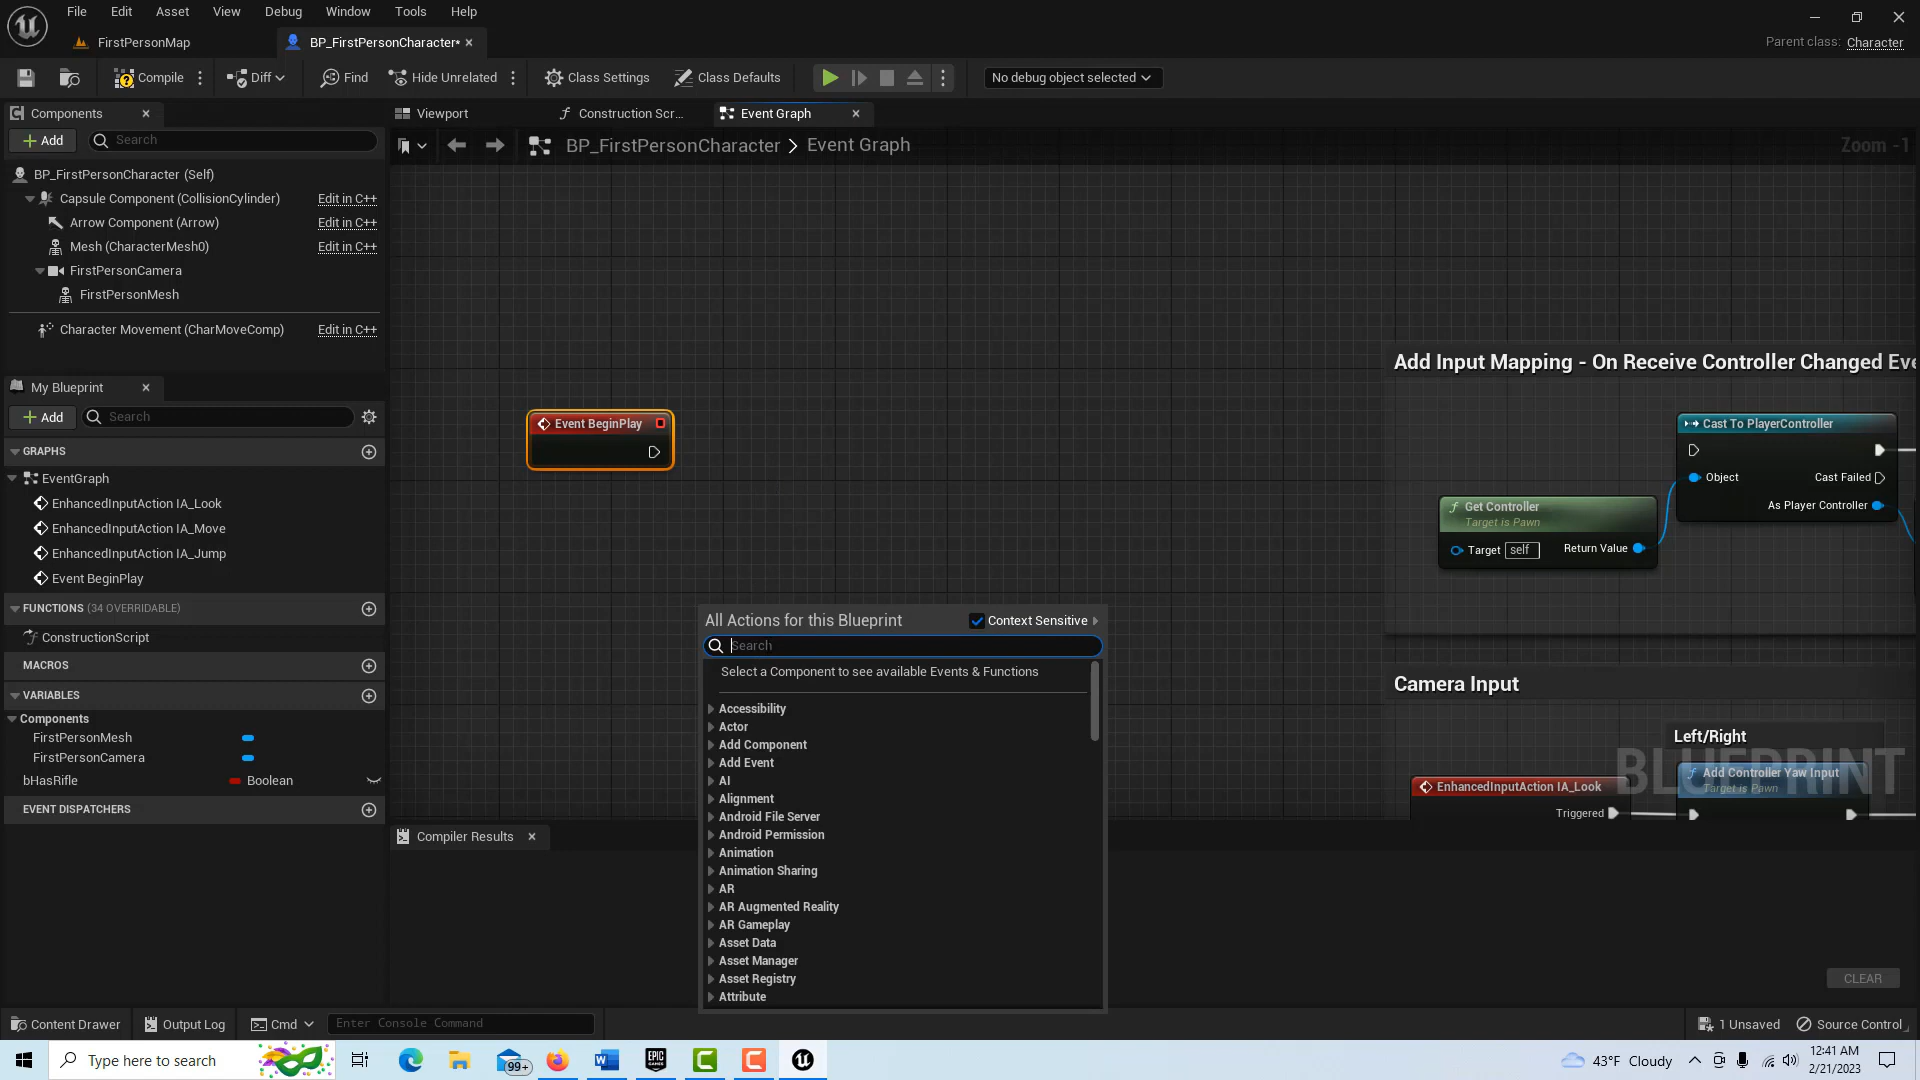 File Edit Asset View Debug Window Tools Help
FirstPersonMap
BP_FirstPersonCharacter*
Parent class: Character
Compile
Diff
Find
Hide Unrelated
Class Settings
Class Defaults
No debug object selected
Components
Add
Search
BP_FirstPersonCharacter (Self)
Capsule Component (CollisionCylinder) Edit in C++
Arrow Component (Arrow) Edit in C++
Mesh (CharacterMesh0) Edit in C++
FirstPersonCamera
FirstPersonMesh
Character Movement (CharMoveComp) Edit in C++
My Blueprint
Add
Search
GRAPHS
EventGraph
EnhancedInputAction IA_Look
EnhancedInputAction IA_Move
EnhancedInputAction IA_Jump
Event BeginPlay
FUNCTIONS (34 OVERRIDABLE)
ConstructionScript
MACROS
VARIABLES
Components
FirstPersonMesh
FirstPersonCamera
bHasRifle Boolean
EVENT DISPATCHERS
Viewport
Construction Scr...
Event Graph
BP_FirstPersonCharacter > Event Graph
Zoom -1
Event BeginPlay
Add Input Mapping - On Receive Controller Changed Eve
Cast To PlayerController
Object Cast Failed
As Player Controller
Get Controller
Target is Pawn
Target self Return Value
Camera Input
Left/Right
BLUEPRINT
Add Controller Yaw Input
Target is Pawn
EnhancedInputAction IA_Look
Triggered
All Actions for this Blueprint Context Sensitive
Search
Select a Component to see available Events & Functions
Accessibility
Actor
Add Component
Add Event
AI
Alignment
Android File Server
Android Permission
Animation
Animation Sharing
AR
AR Augmented Reality
AR Gameplay
Asset Data
Asset Manager
Asset Registry
Attribute
Compiler Results
CLEAR
Content Drawer
Output Log
Cmd
Enter Console Command
1 Unsaved
Source Control
Type here to search
99+
EPIC GAMES
43°F Cloudy
12:41 AM
2/21/2023